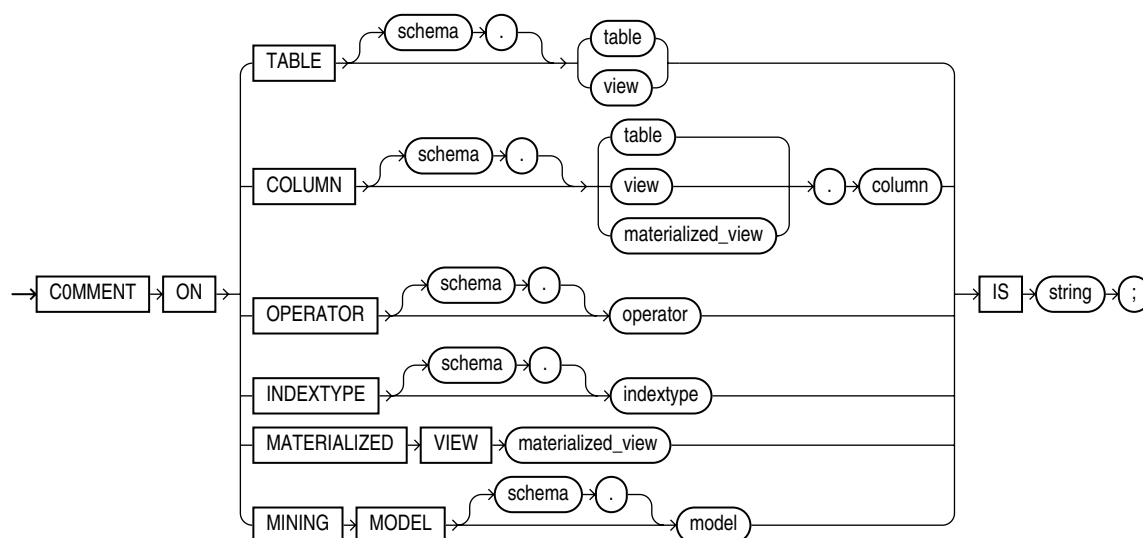 TABLE schema . table
view
COLUMN schema . table
view . column
materialized_view
C0MMENT ON IS string ;
OPERATOR schema . operator
INDEXTYPE schema . indextype
MATERIALIZED VIEW materialized_view
MINING MODEL schema . model